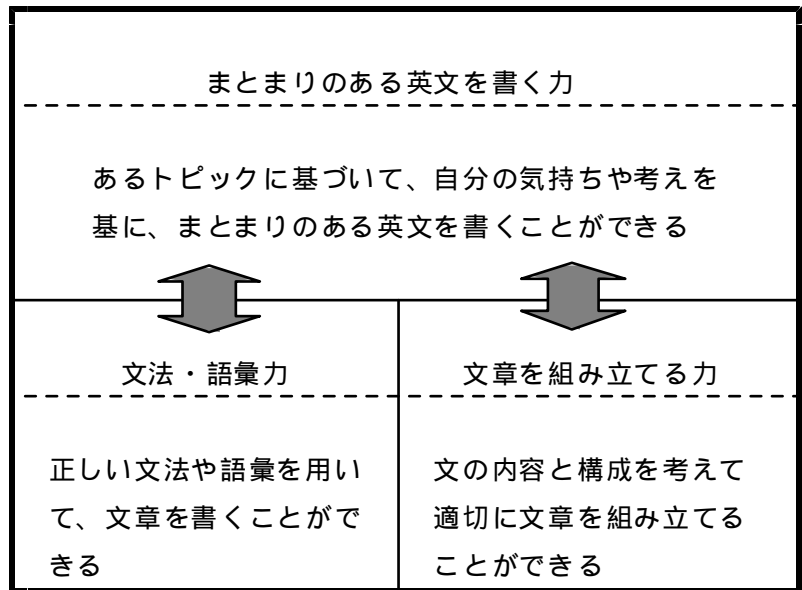 まとまりのある英文を書く力
あるトピックに基づいて、自分の気持ちや考えを
基に、まとまりのある英文を書くことができる
文法・語彙力
正しい文法や語彙を用い
て、文章を書くことがで
きる
文章を組み立てる力
文の内容と構成を考えて
適切に文章を組み立てる
ことができる